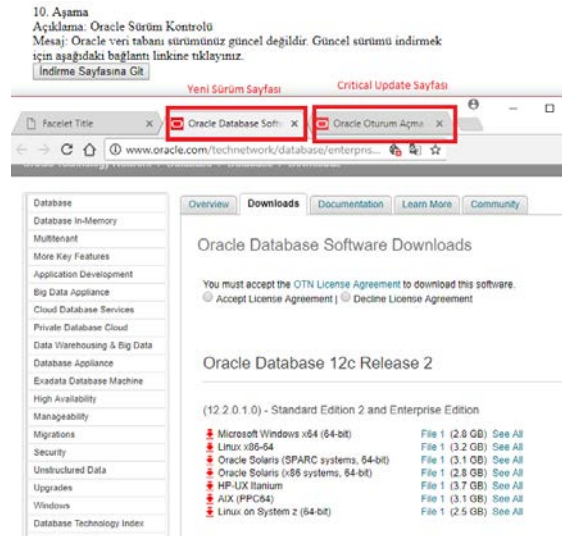 10. Aşama
Açıklama: Oracle Sürüm Kontrolü
Mesaj: Oracle veri tabanı sürümünüz güncel değildir. Güncel sürümü indirmek
için aşağıdaki bağlantı linkine tıklayınız.
İndirme Sayfasına Git
Yeni Sürüm Sayfası
Critical Update Sayfası
Facelet Title
Oracle Database Soft
Oracle Oturum Açma
www.oracle.com/technetwork/database/enterpris...
Database
Database In-Memory
Multitenant
More Key Features
Application Development
Big Data Appliance
Cloud Database Services
Private Database Cloud
Data Warehousing & Big Data
Database Appliance
Exadata Database Machine
High Availability
Manageability
Migrations
Security
Unstructured Data
Upgrades
Windows
Database Technology Index
Overview
Downloads
Documentation
Learn More
Community
Oracle Database Software Downloads
You must accept the OTN License Agreement to download this software.
Accept License Agreement | Decline License Agreement
Oracle Database 12c Release 2
(12.2.0.1.0) - Standard Edition 2 and Enterprise Edition
Microsoft Windows x64 (64-bit) File 1 (2.8 GB) See All
Linux x86-64 File 1 (3.2 GB) See All
Oracle Solaris (SPARC systems, 64-bit) File 1 (3.1 GB) See All
Oracle Solaris (x86 systems, 64-bit) File 1 (2.8 GB) See All
HP-UX Itanium File 1 (3.7 GB) See All
AIX (PPC64) File 1 (3.1 GB) See All
Linux on System z (64-bit) File 1 (2.5 GB) See All